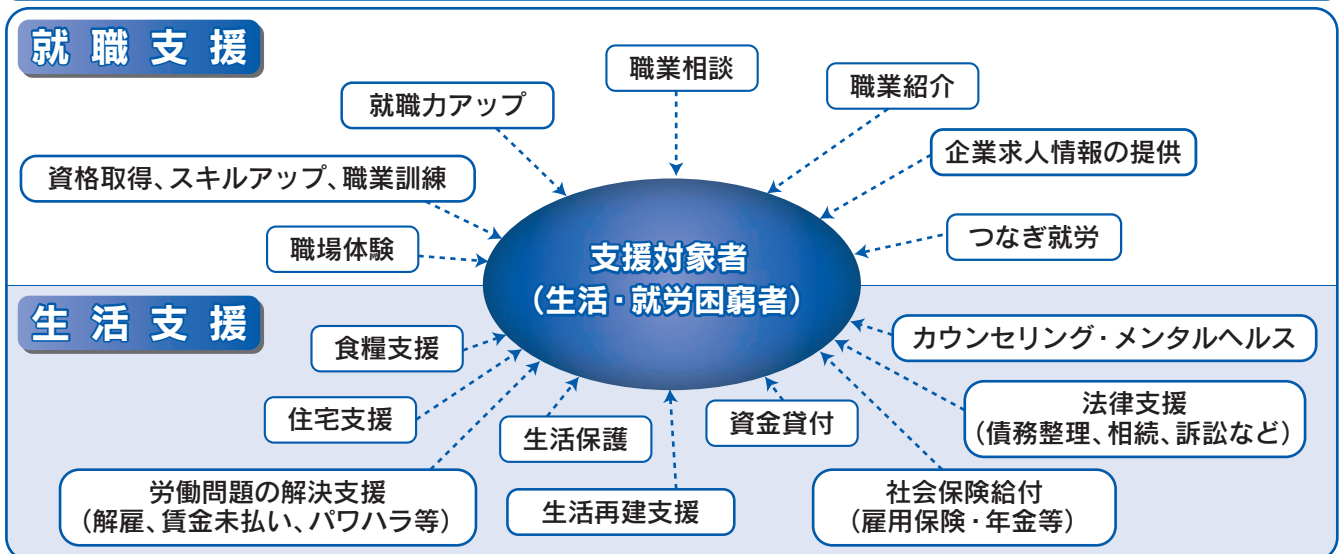 就職支援
職業相談
職業紹介
就職力アップ
企業求人情報の提供
資格取得、スキルアップ、職業訓練
つなぎ就労
職場体験
支援対象者
（生活・就労困窮者）
生活支援
食糧支援
カウンセリング・メンタルヘルス
住宅支援
生活保護
資金貸付
法律支援
（債務整理、相続、訴訟など）
労働問題の解決支援
（解雇、賃金未払い、パワハラ等）
生活再建支援
社会保険給付
（雇用保険・年金等）